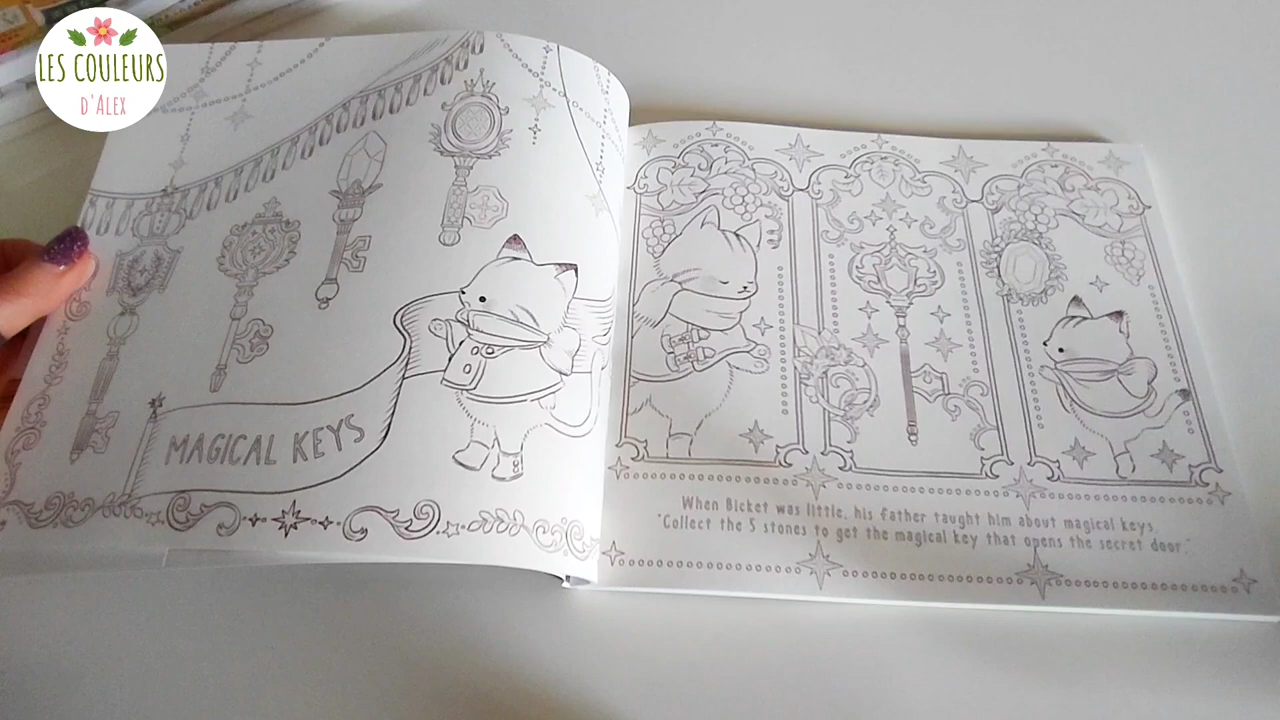 LES COULEURS
d'ALEX
MAGICAL KEYS
When Bicket was little, his father taught him about magical keys.
"Collect the 5 stones to get the magical key that opens the secret door".